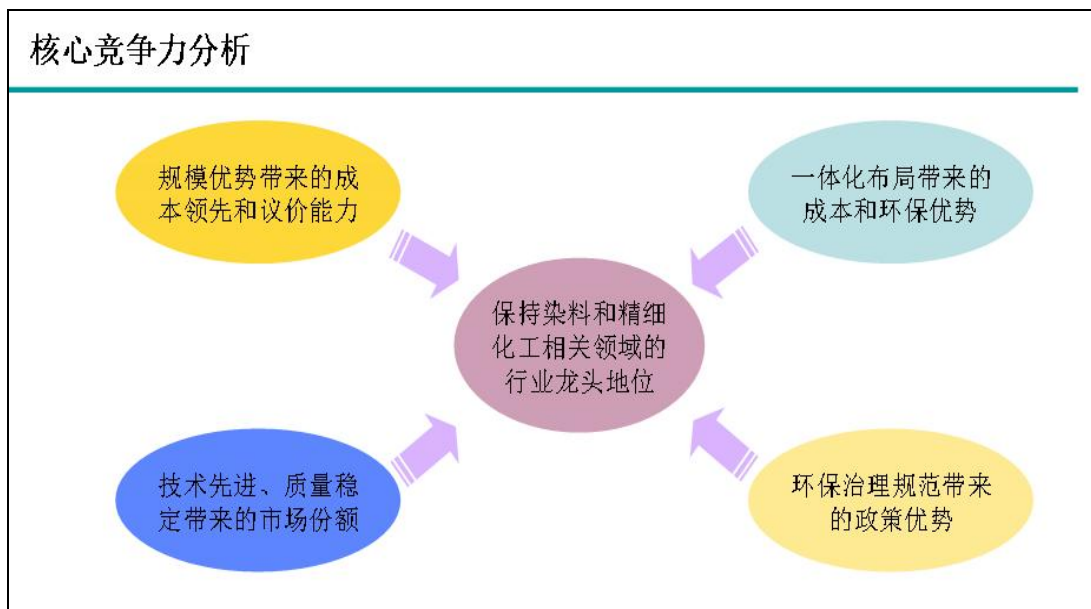 核心竞争力分析
规模优势带来的成
本领先和议价能力
一体化布局带来的
成本和环保优势
保持染料和精细
化工相关领域的
行业龙头地位
技术先进、质量稳
定带来的市场份额
环保治理规范带来
的政策优势